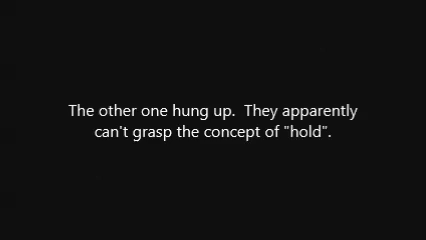 The other one hung up.  They apparently
can't grasp the concept of "hold".